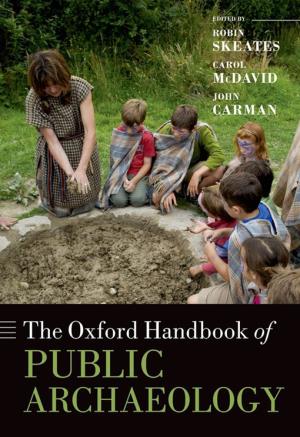 EDITED BY
ROBIN
SKEATES
CAROL
McDAVID
JOHN
CARMAN
The Oxford Handbook of
PUBLIC
ARCHAEOLOGY